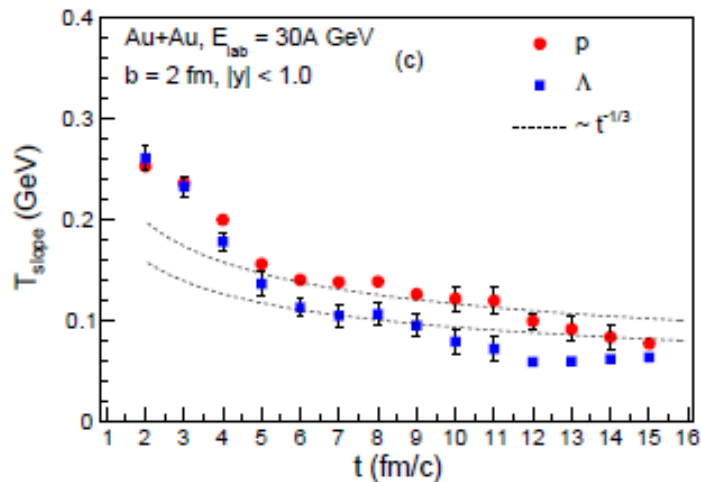 Au+Au, E_lab = 30A GeV
b = 2 fm, |y| < 1.0
(c)
p
Λ
~ t^-1/3
T_slope (GeV)
0.4
0.3
0.2
0.1
0
1 2 3 4 5 6 7 8 9 10 11 12 13 14 15 16
t (fm/c)